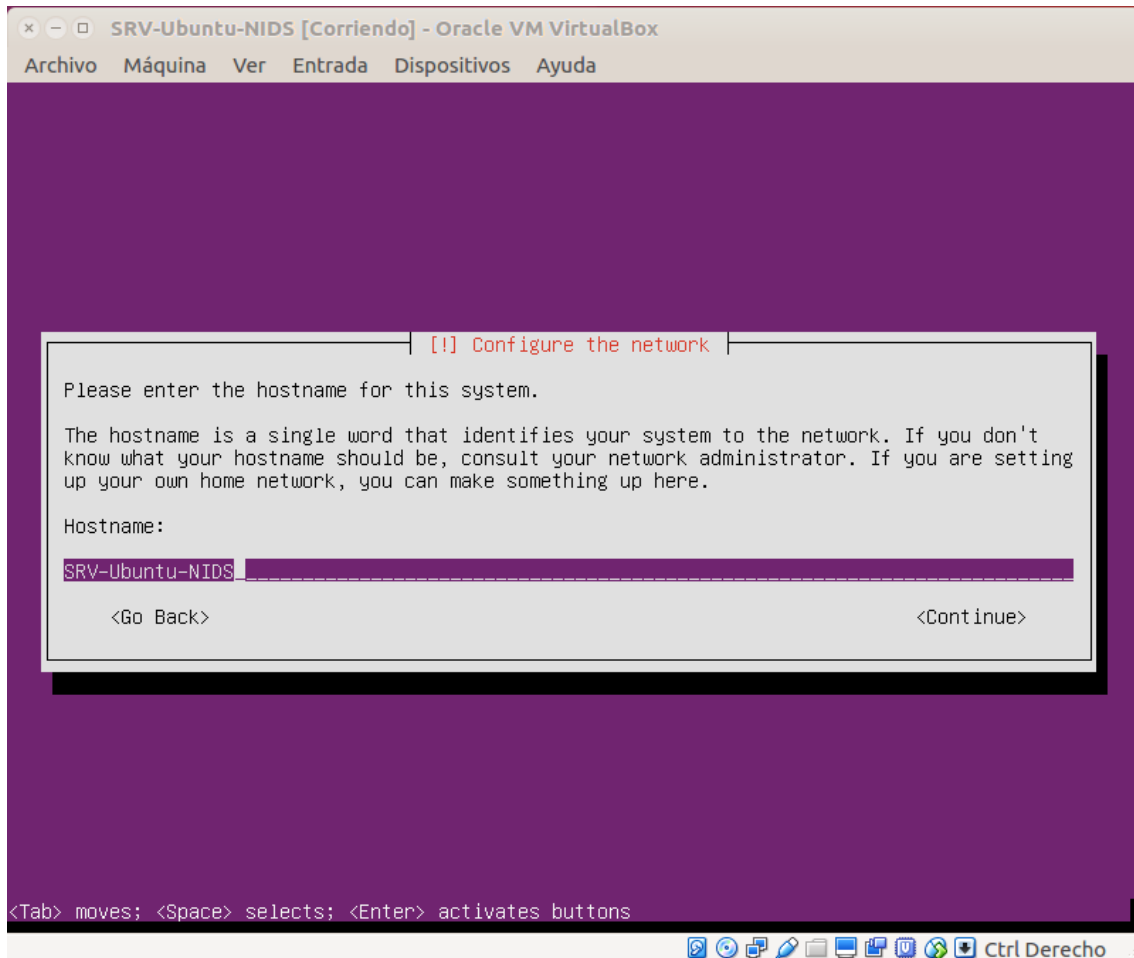 SRV-Ubuntu-NIDS [Corriendo] - Oracle VM VirtualBox
Archivo Máquina Ver Entrada Dispositivos Ayuda
[!] Configure the network
Please enter the hostname for this system.
The hostname is a single word that identifies your system to the network. If you don't
know what your hostname should be, consult your network administrator. If you are setting
up your own home network, you can make something up here.
Hostname:
SRV-Ubuntu-NIDS
<Go Back> <Continue>
<Tab> moves; <Space> selects; <Enter> activates buttons
Ctrl Derecho